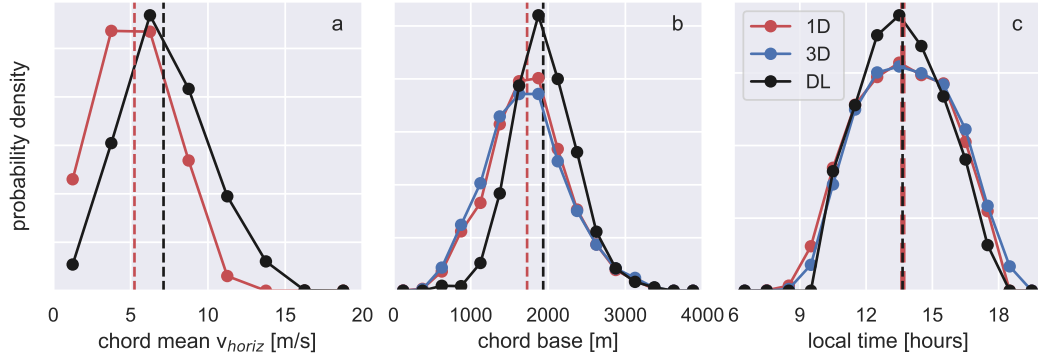 a
b
c
1D
3D
DL
probability density
0 5 10 15 20
0 1000 2000 3000 4000
6 9 12 15 18
chord mean v_horiz [m/s]
chord base [m]
local time [hours]